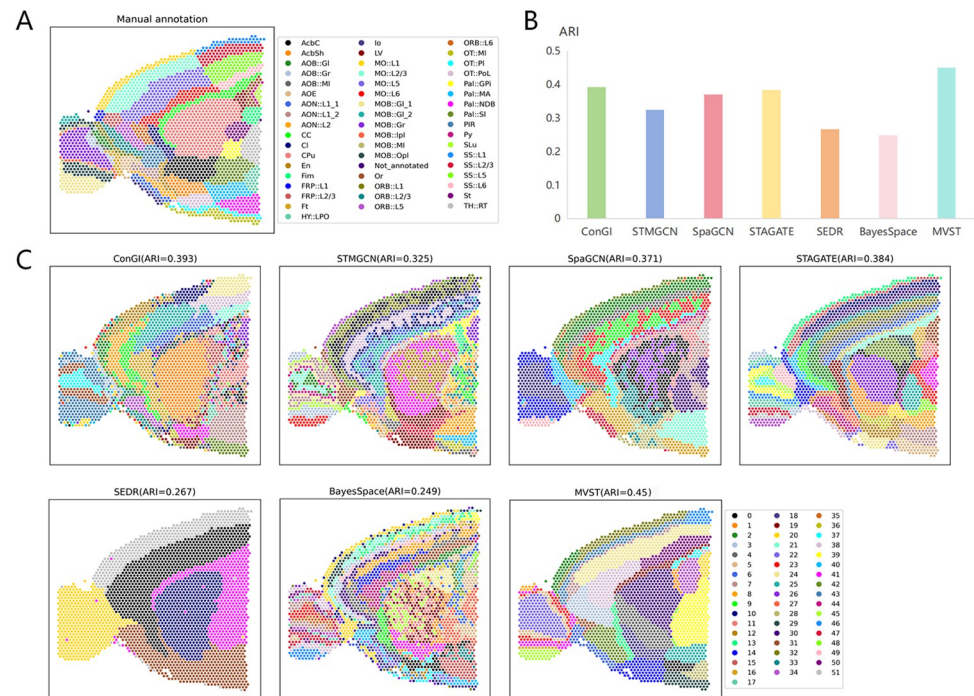 A
Manual annotation
AcbC
AcbSh
AOB::Gl
AOB::Gr
AOB::Ml
AOE
AON::L1_1
AON::L1_2
AON::L2
CC
Cl
CPu
En
Fim
FRP::L1
FRP::L2/3
Ft
HY::LPO
Io
LV
MO::L1
MO::L2/3
MO::L5
MO::L6
MOB::Gl_1
MOB::Gl_2
MOB::Gr
MOB::Ipl
MOB::Ml
MOB::Opl
Not_annotated
Or
ORB::L1
ORB::L2/3
ORB::L5
ORB::L6
OT::Ml
OT::Pl
OT::PoL
Pal::GPi
Pal::MA
Pal::NDB
Pal::Sl
PIR
Py
SLu
SS::L1
SS::L2/3
SS::L5
SS::L6
St
TH::RT
B
ARI
0.5
0.4
0.3
0.2
0.1
0
ConGI
STMGCN
SpaGCN
STAGATE
SEDR
BayesSpace
MVST
C
ConGI(ARI=0.393)
STMGCN(ARI=0.325)
SpaGCN(ARI=0.371)
STAGATE(ARI=0.384)
SEDR(ARI=0.267)
BayesSpace(ARI=0.249)
MVST(ARI=0.45)
0
1
2
3
4
5
6
7
8
9
10
11
12
13
14
15
16
17
18
19
20
21
22
23
24
25
26
27
28
29
30
31
32
33
34
35
36
37
38
39
40
41
42
43
44
45
46
47
48
49
50
51